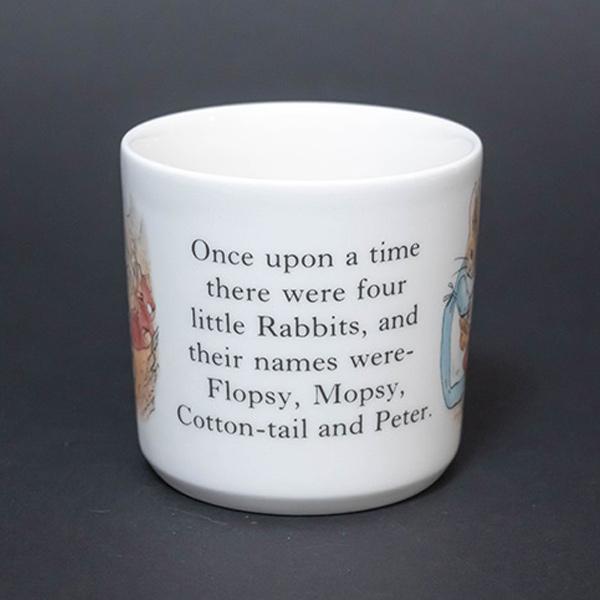 Once upon a time
there were four
little Rabbits, and
their names were-
Flopsy, Mopsy,
Cotton-tail and Peter.